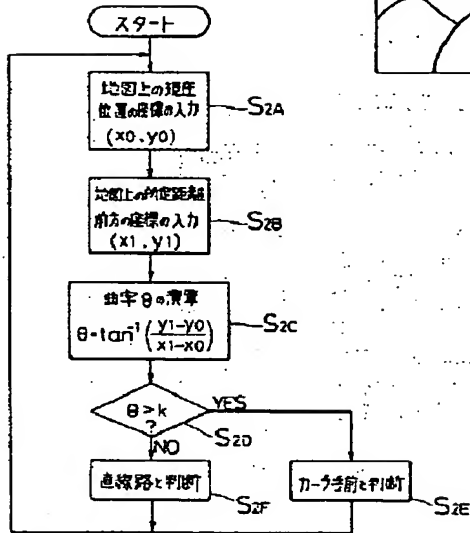 スタート
地図上の現在
位置の座標の入力
(x0, y0)
S2A
地図上の所定距離
前方の座標の入力
(x1, y1)
S2B
曲率θの演算
θ=tan⁻¹(y1-y0/x1-x0)
S2C
θ>k
?
YES
S2D
NO
直線路と判断
S2F
カーブ手前と判断
S2E